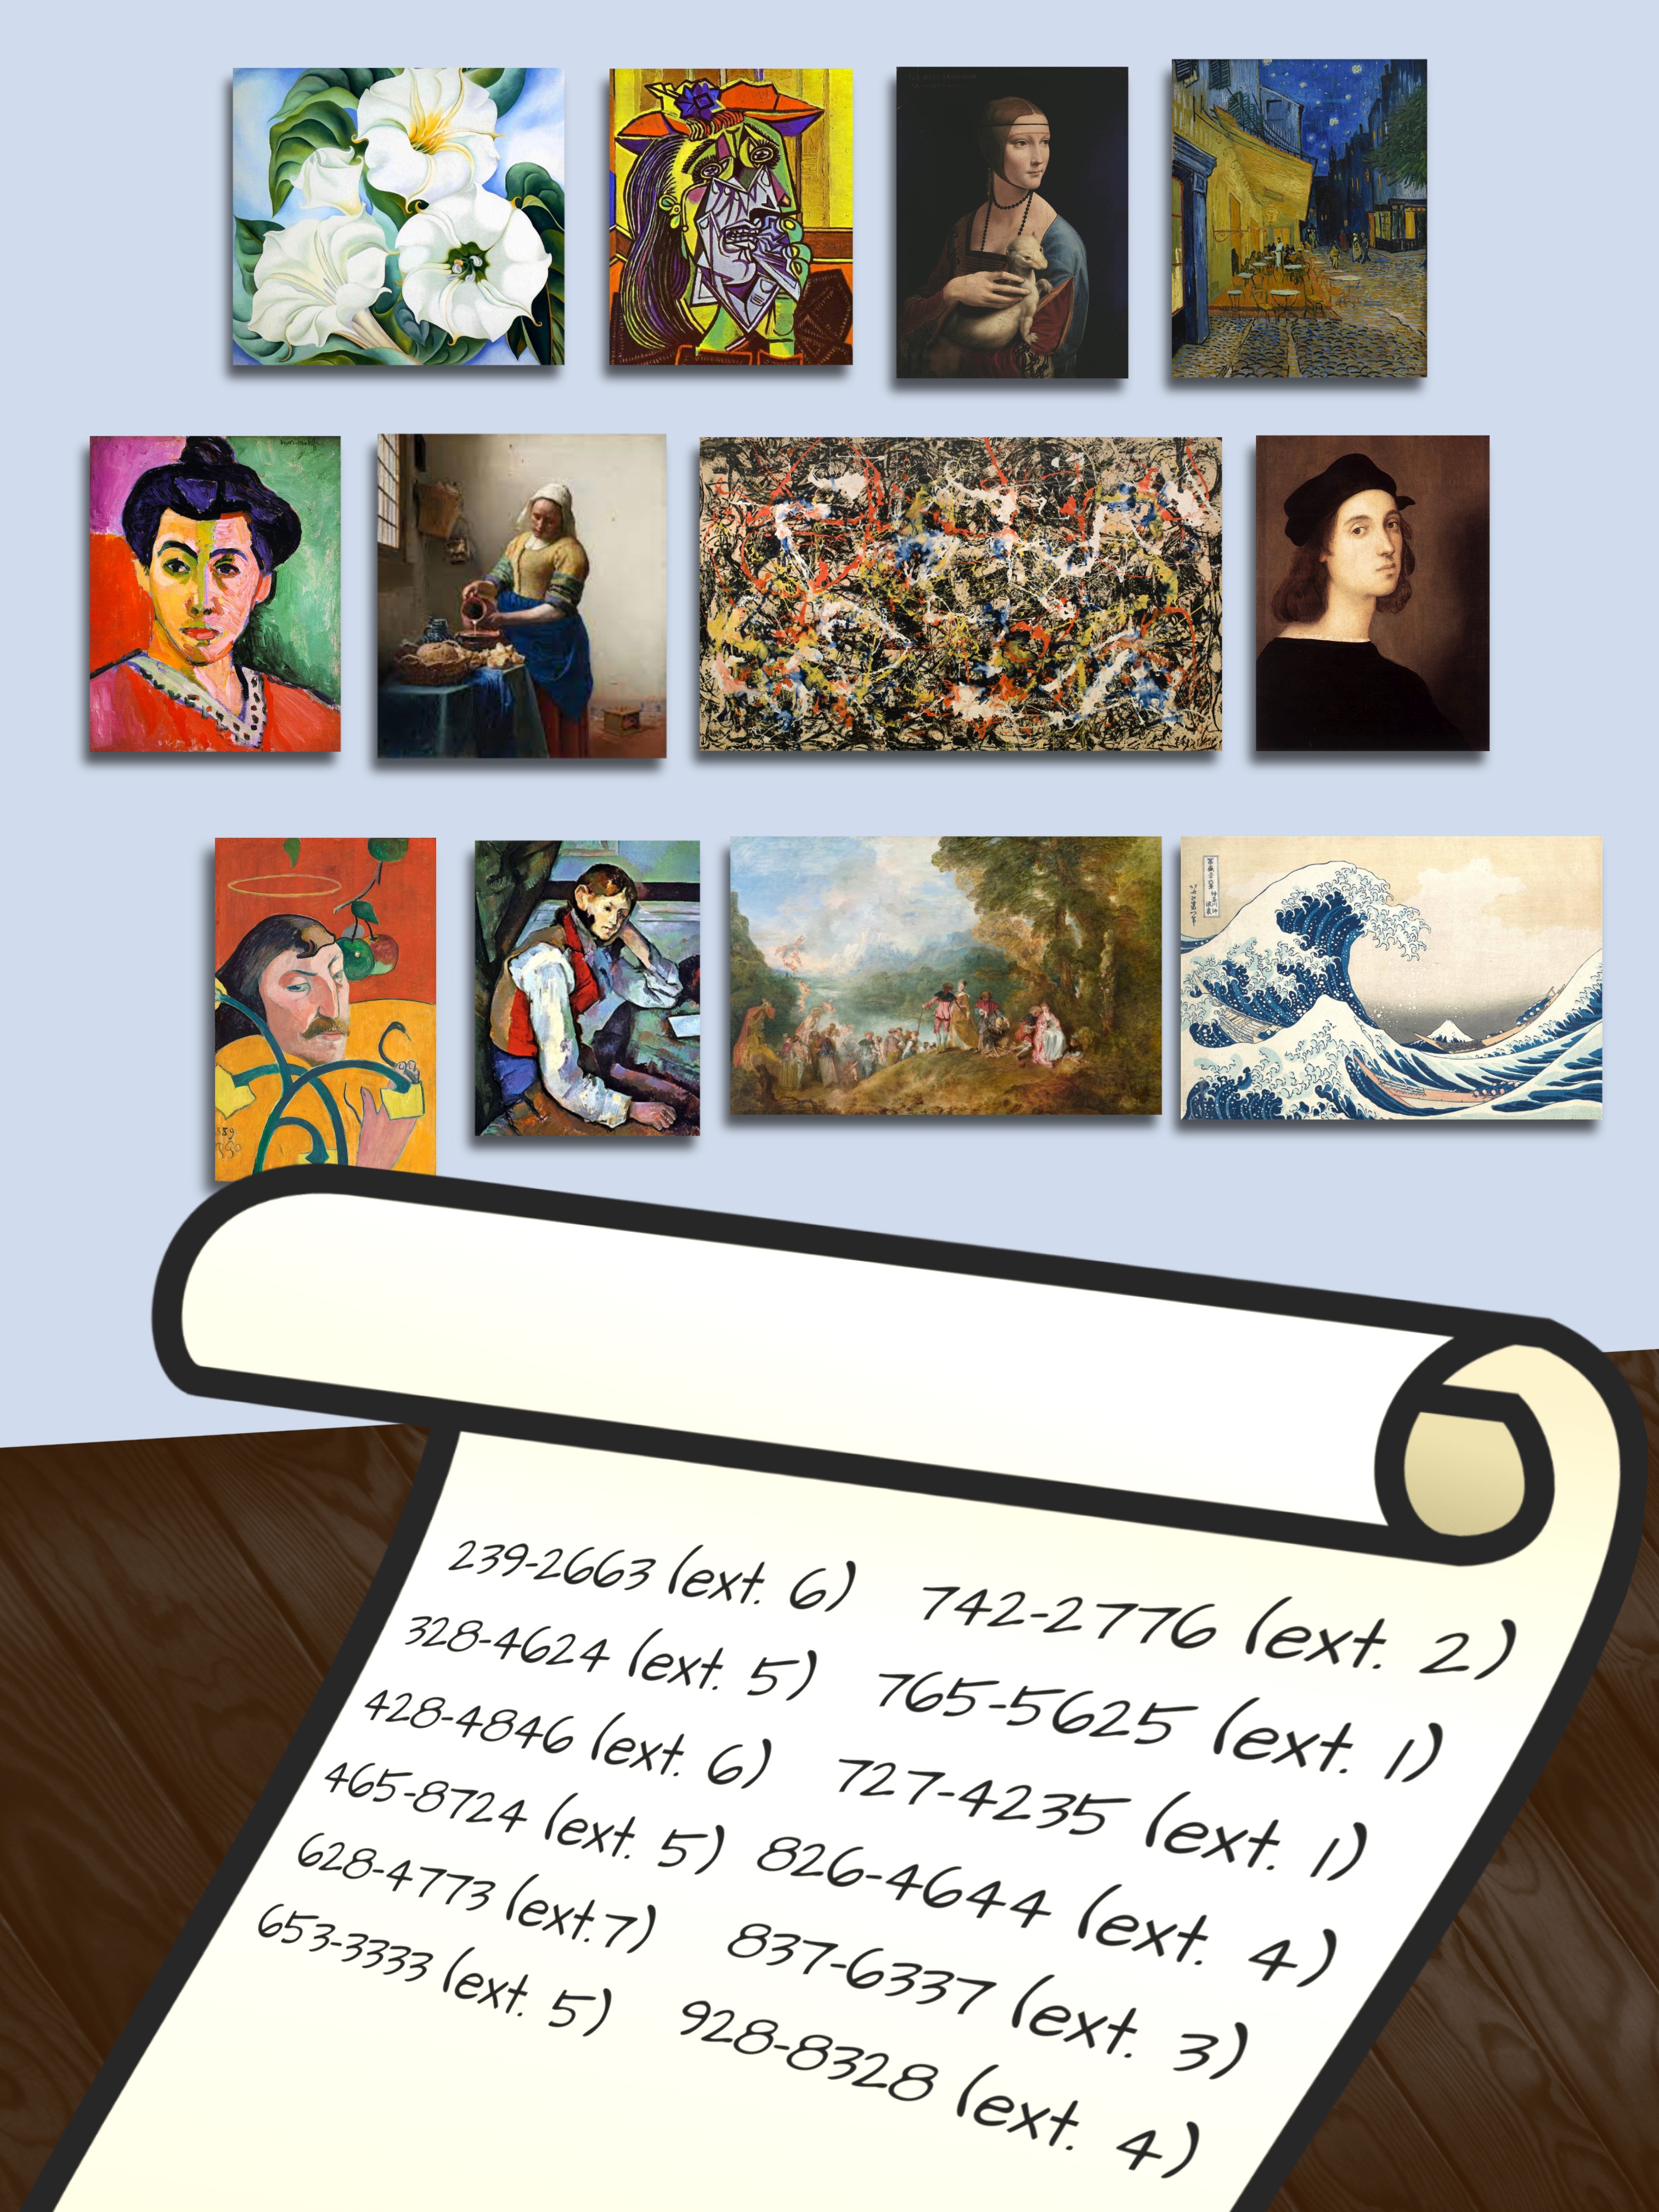 239-2663 (ext. 6) 742-2776 (ext. 2)
328-4624 (ext. 5) 765-5625 (ext. 1)
428-4846 (ext. 6) 727-4235 (ext. 1)
465-8724 (ext. 5) 826-4644 (ext. 4)
628-4773 (ext.7) 837-6337 (ext. 3)
653-3333 (ext. 5) 928-8328 (ext. 4)